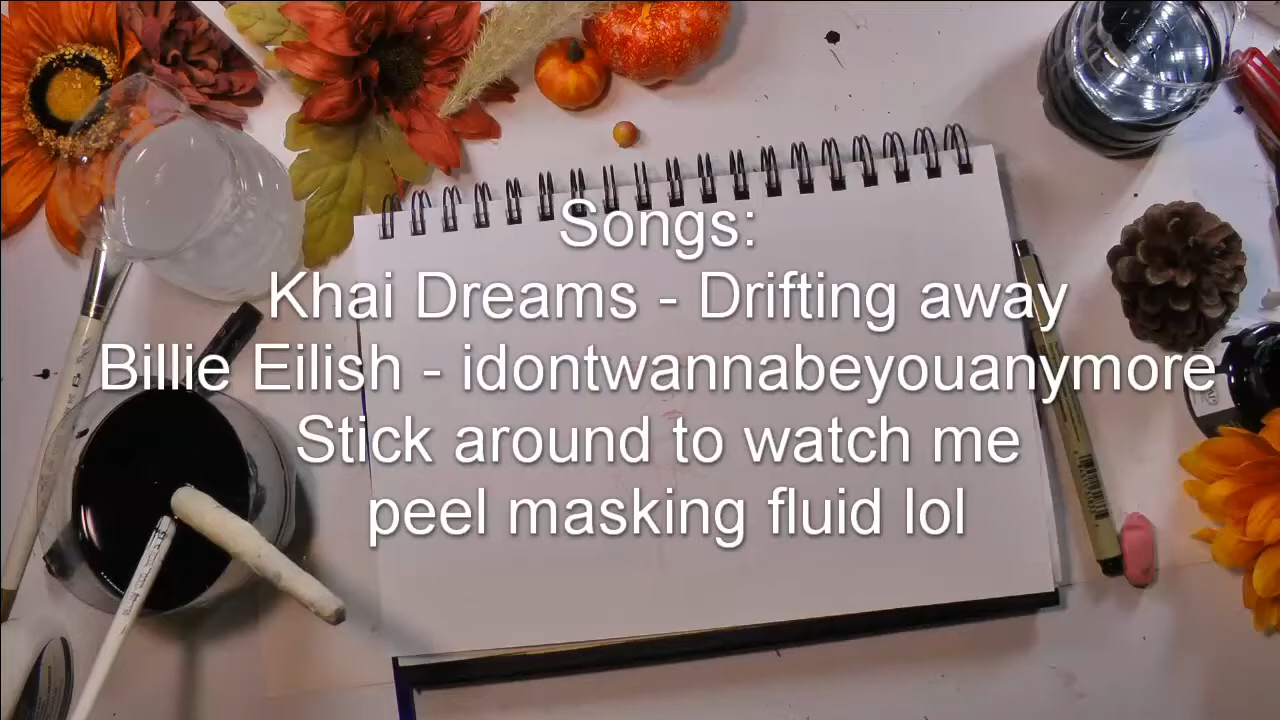 Songs:
Khai Dreams - Drifting away
Billie Eilish - idontwannabeyouanymore
Stick around to watch me
peel masking fluid lol